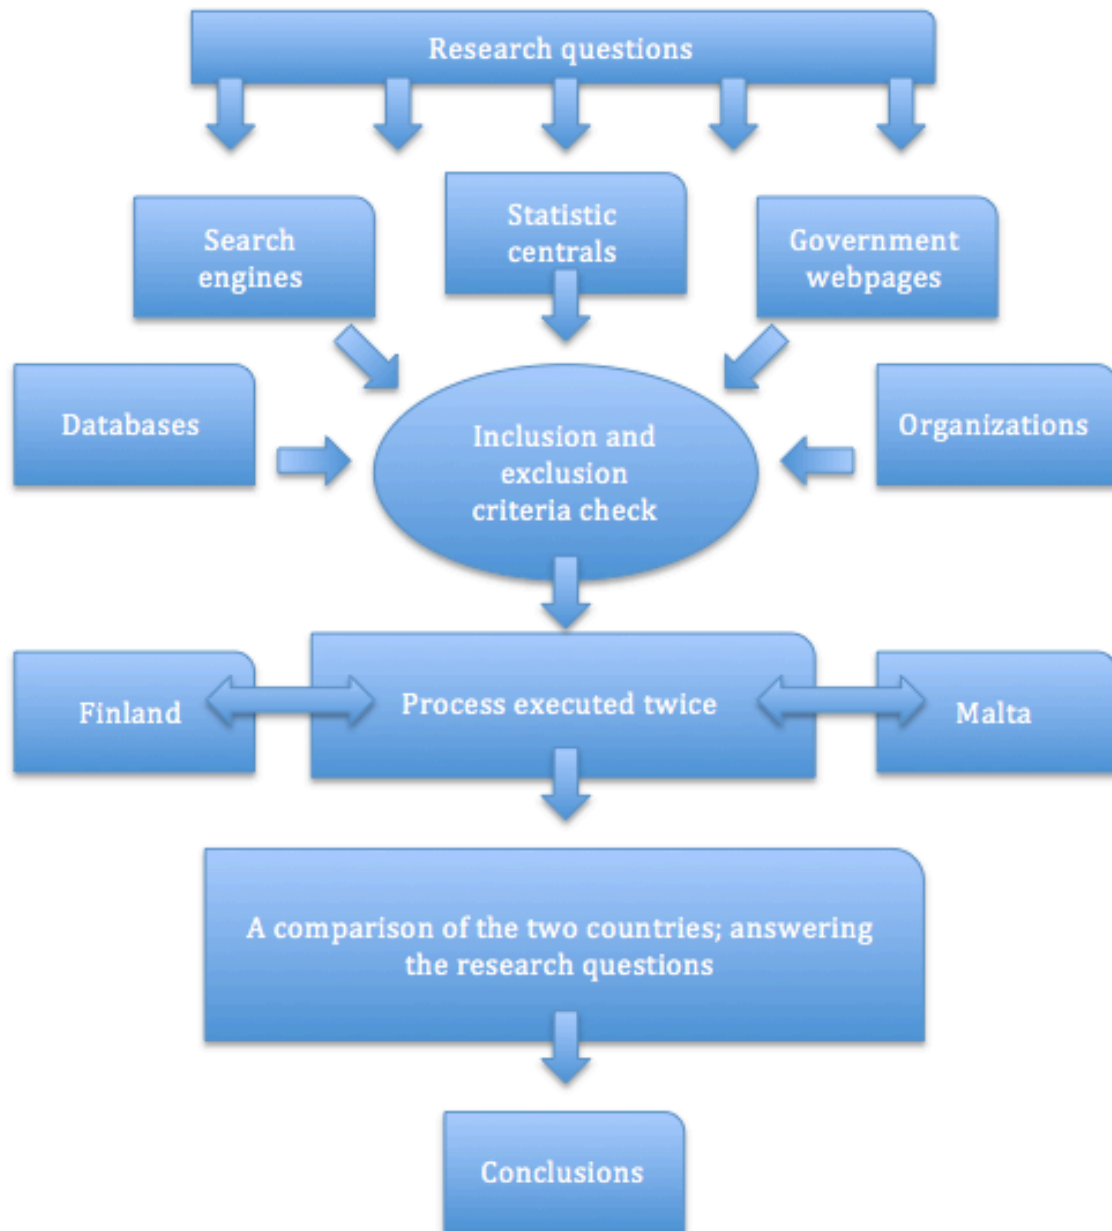 Research questions
Search
engines
Statistic
centrals
Government
webpages
Databases
Inclusion and
exclusion
criteria check
Organizations
Finland
Process executed twice
Malta
A comparison of the two countries; answering
the research questions
Conclusions